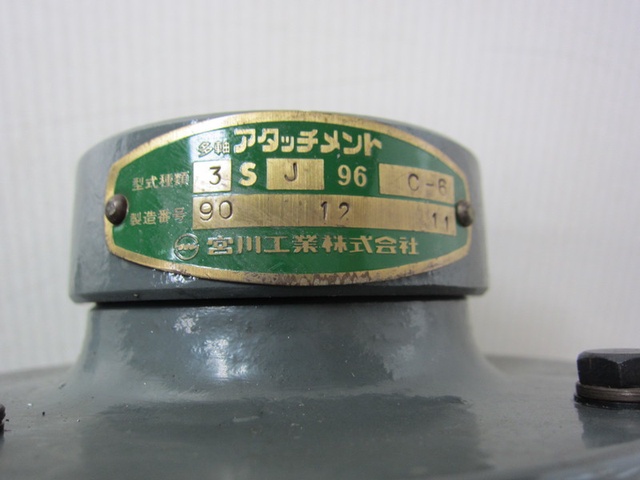 多軸 アタッチメント
型式種類 3 S J 96 C-6
製造番号 90 12 11
宮川工業株式会社